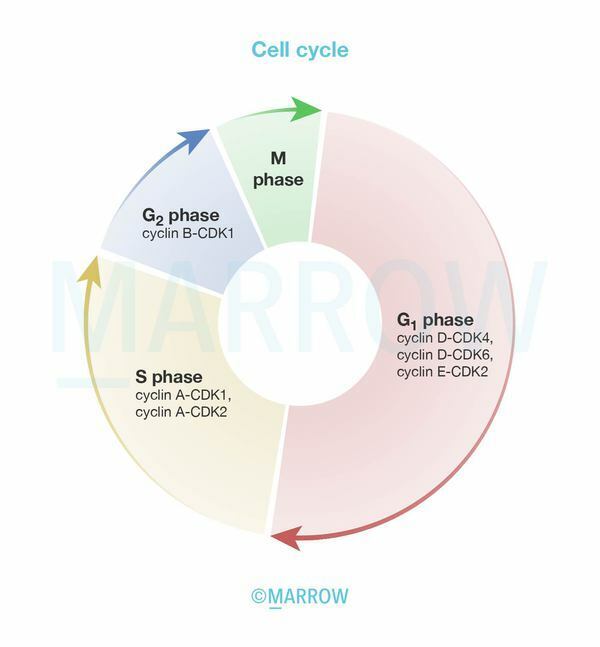 Cell cycle
M
phase
G₂ phase
cyclin B-CDK1
G₁ phase
cyclin D-CDK4,
cyclin D-CDK6,
cyclin E-CDK2
S phase
cyclin A-CDK1,
cyclin A-CDK2
MARROW
©MARROW